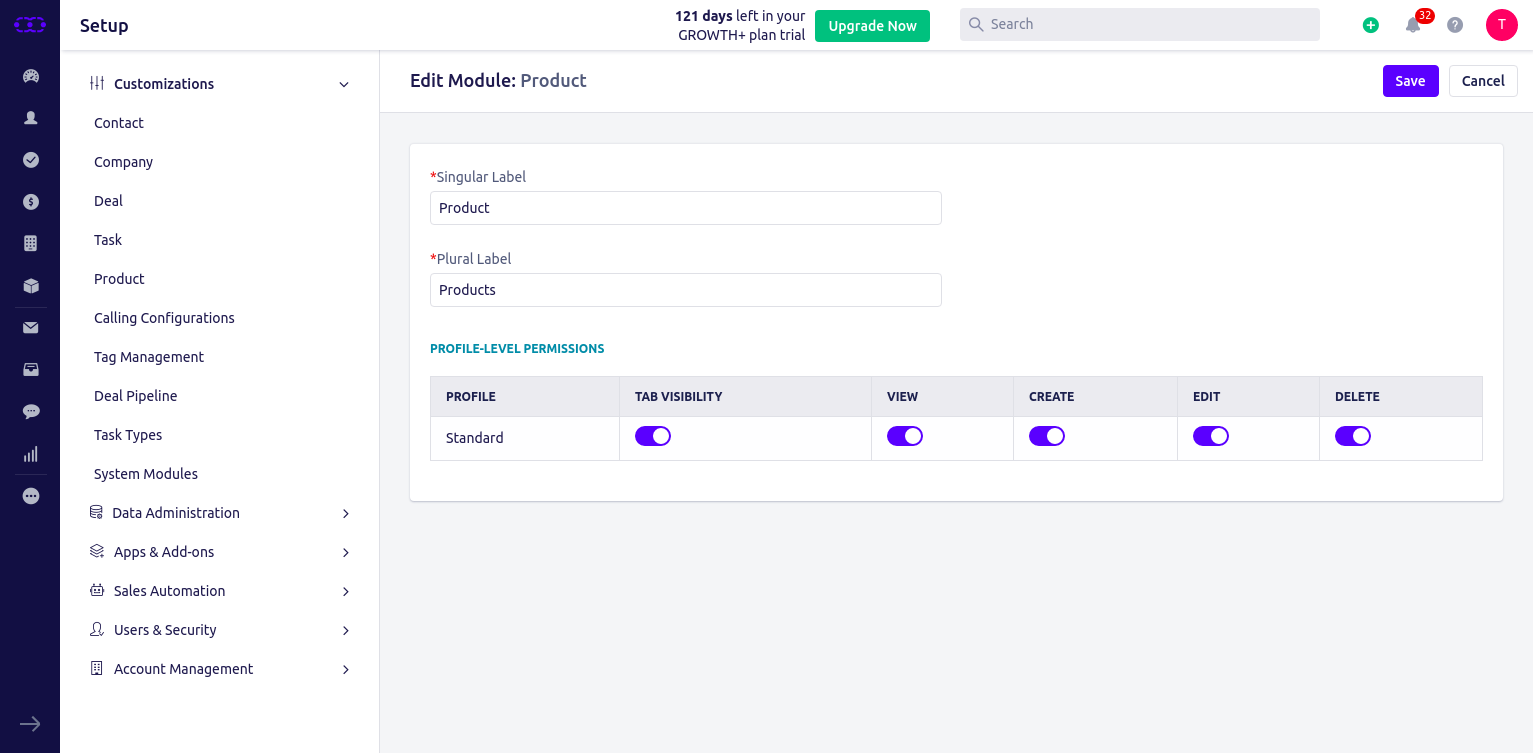 Setup
121 days left in your
GROWTH+ plan trial
Upgrade Now
Search
32
T
Customizations
Contact
Company
Deal
Task
Product
Calling Configurations
Tag Management
Deal Pipeline
Task Types
System Modules
Data Administration
Apps & Add-ons
Sales Automation
Users & Security
Account Management
Edit Module: Product
Save
Cancel
*Singular Label
Product
*Plural Label
Products
PROFILE-LEVEL PERMISSIONS
PROFILE TAB VISIBILITY VIEW CREATE EDIT DELETE
Standard